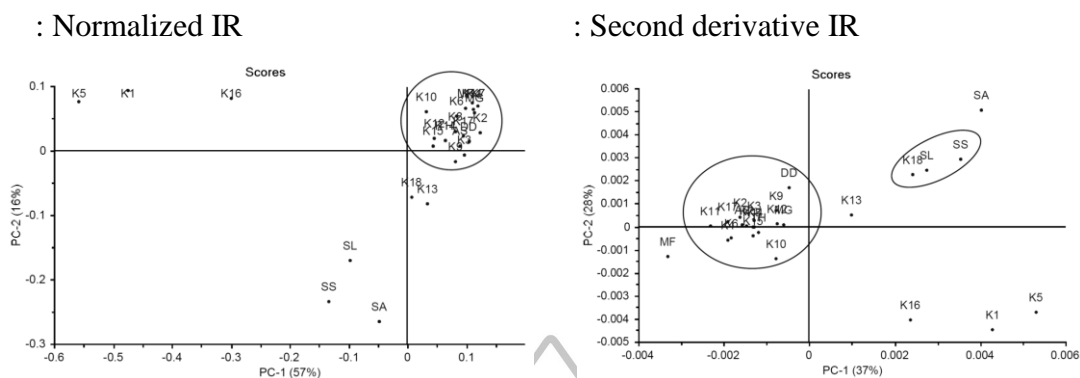 : Normalized IR
: Second derivative IR
Scores
0.1
0
-0.1
-0.2
-0.3
PC-2 (16%)
K5
K1
K16
K10
K6
MG
K2
DD
K18
K13
SL
SS
SA
-0.6
-0.5
-0.4
-0.3
-0.2
-0.1
0
0.1
PC-1 (57%)
Scores
0.006
0.005
0.004
0.003
0.002
0.001
0
-0.001
-0.002
-0.003
-0.004
-0.005
PC-2 (28%)
SA
SS
SL
K18
DD
K9
K13
K17
K2
K3
K11
MG
K10
MF
K16
K1
K5
-0.004
-0.002
0
0.002
0.004
0.006
PC-1 (37%)